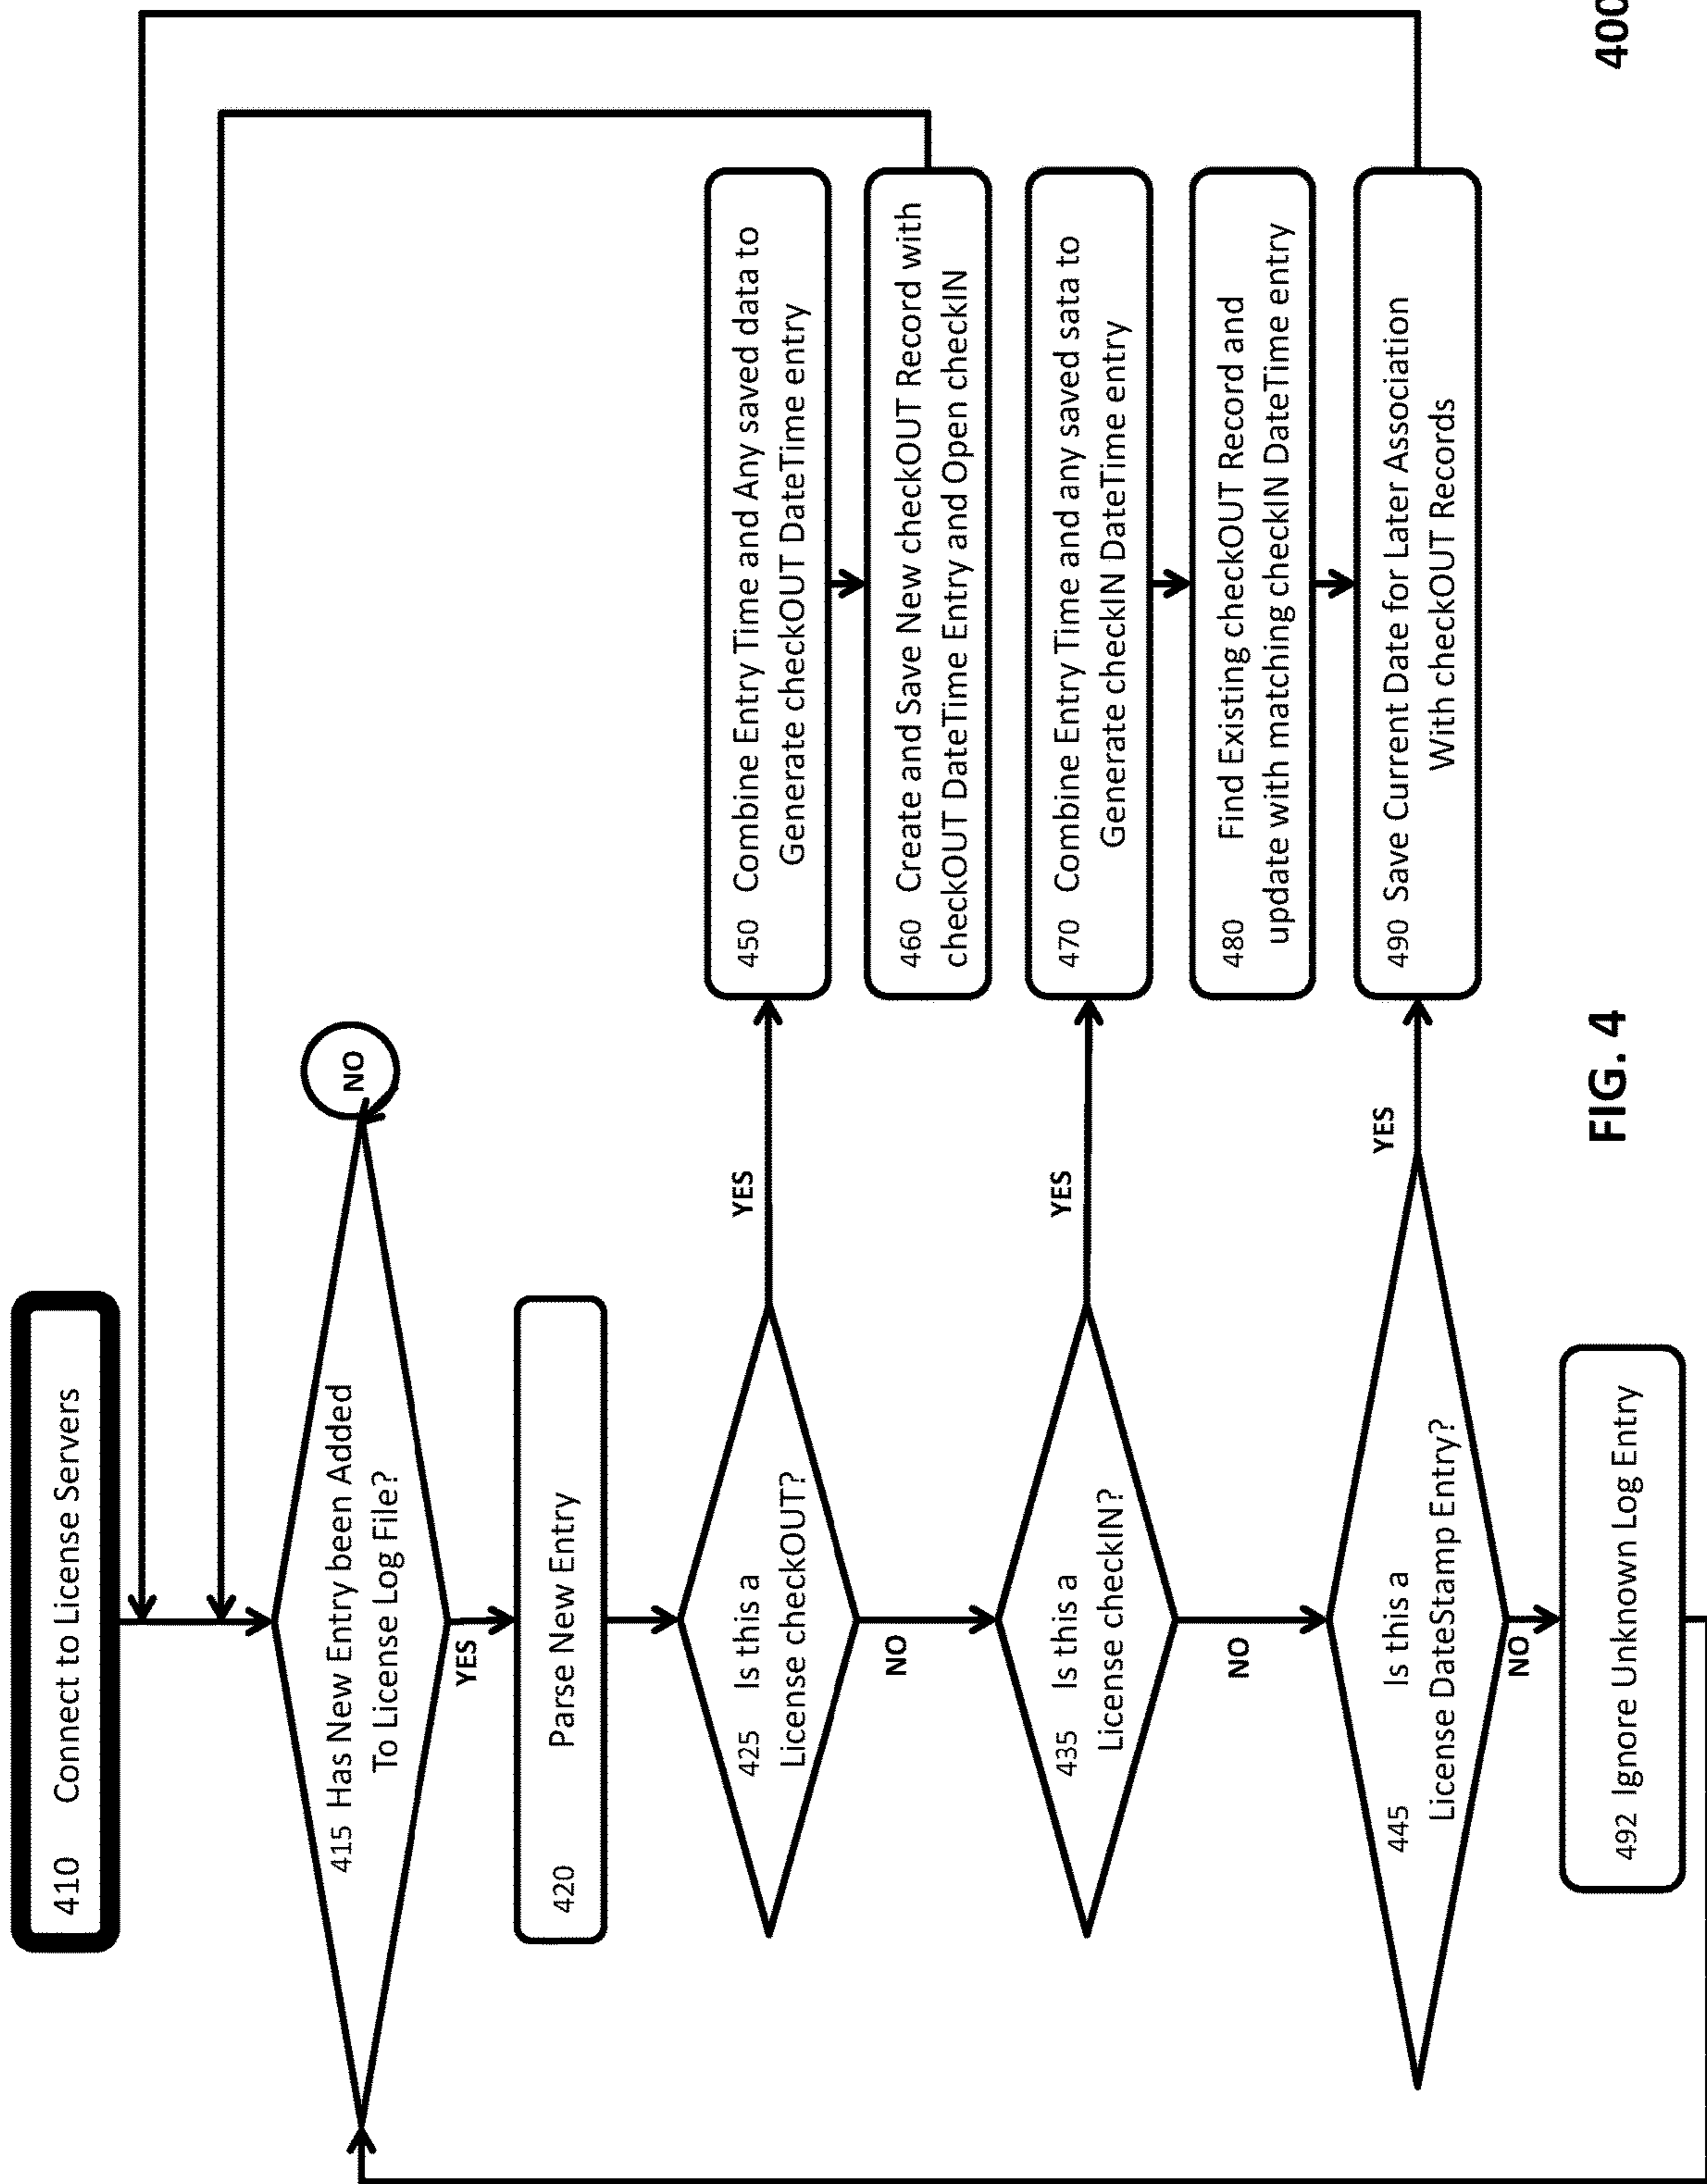 410 Connect to License Servers
415 Has New Entry been Added
To License Log File?
NO
YES
420 Parse New Entry
425 Is this a
License checkOUT?
YES
450 Combine Entry Time and Any saved data to
Generate checkOUT DateTime entry
460 Create and Save New checkOUT Record with
checkOUT DateTime Entry and Open checkIN
NO
435 Is this a
License checkIN?
YES
470 Combine Entry Time and any saved sata to
Generate checkIN DateTime entry
480 Find Existing checkOUT Record and
update with matching checkIN DateTime entry
NO
445 Is this a
License DateStamp Entry?
YES
490 Save Current Date for Later Association
With checkOUT Records
NO
492 Ignore Unknown Log Entry
FIG. 4
400